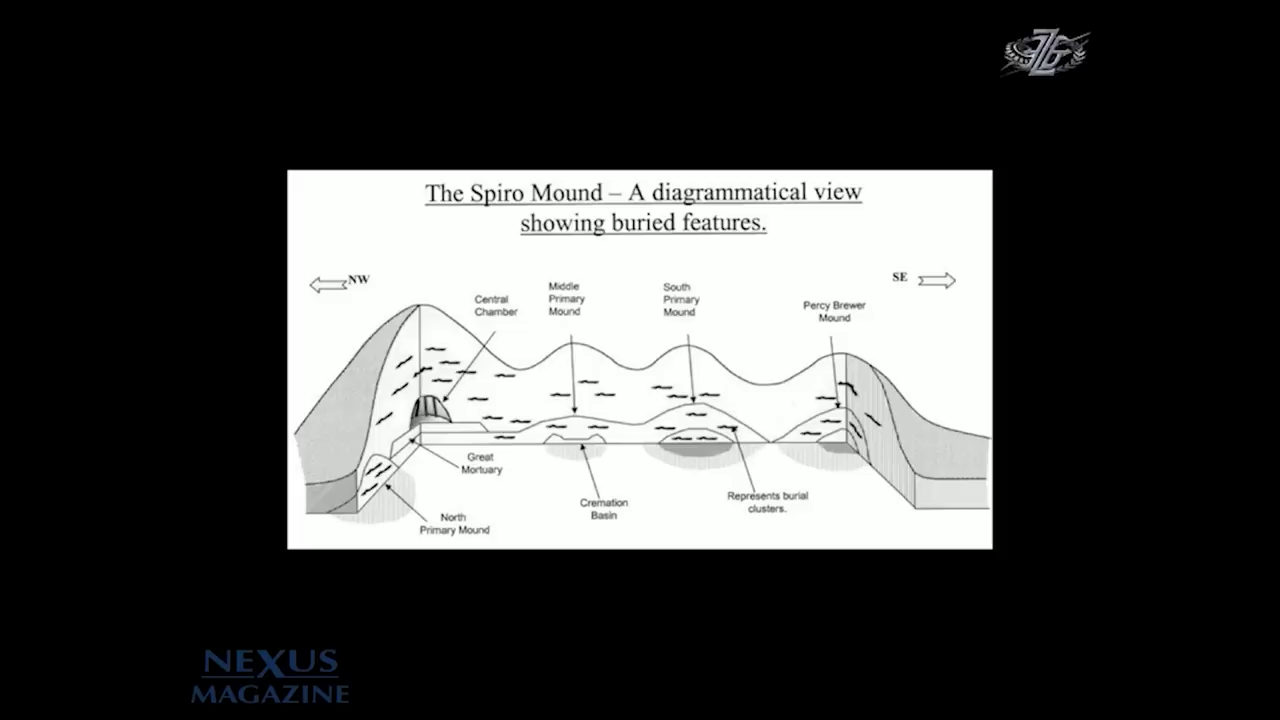 The Spiro Mound – A diagrammatical view
showing buried features.
NW
SE
Central
Chamber
Middle
Primary
Mound
South
Primary
Mound
Percy Brewer
Mound
Great
Mortuary
North
Primary Mound
Cremation
Basin
Represents burial
clusters.
NEXUS
MAGAZINE